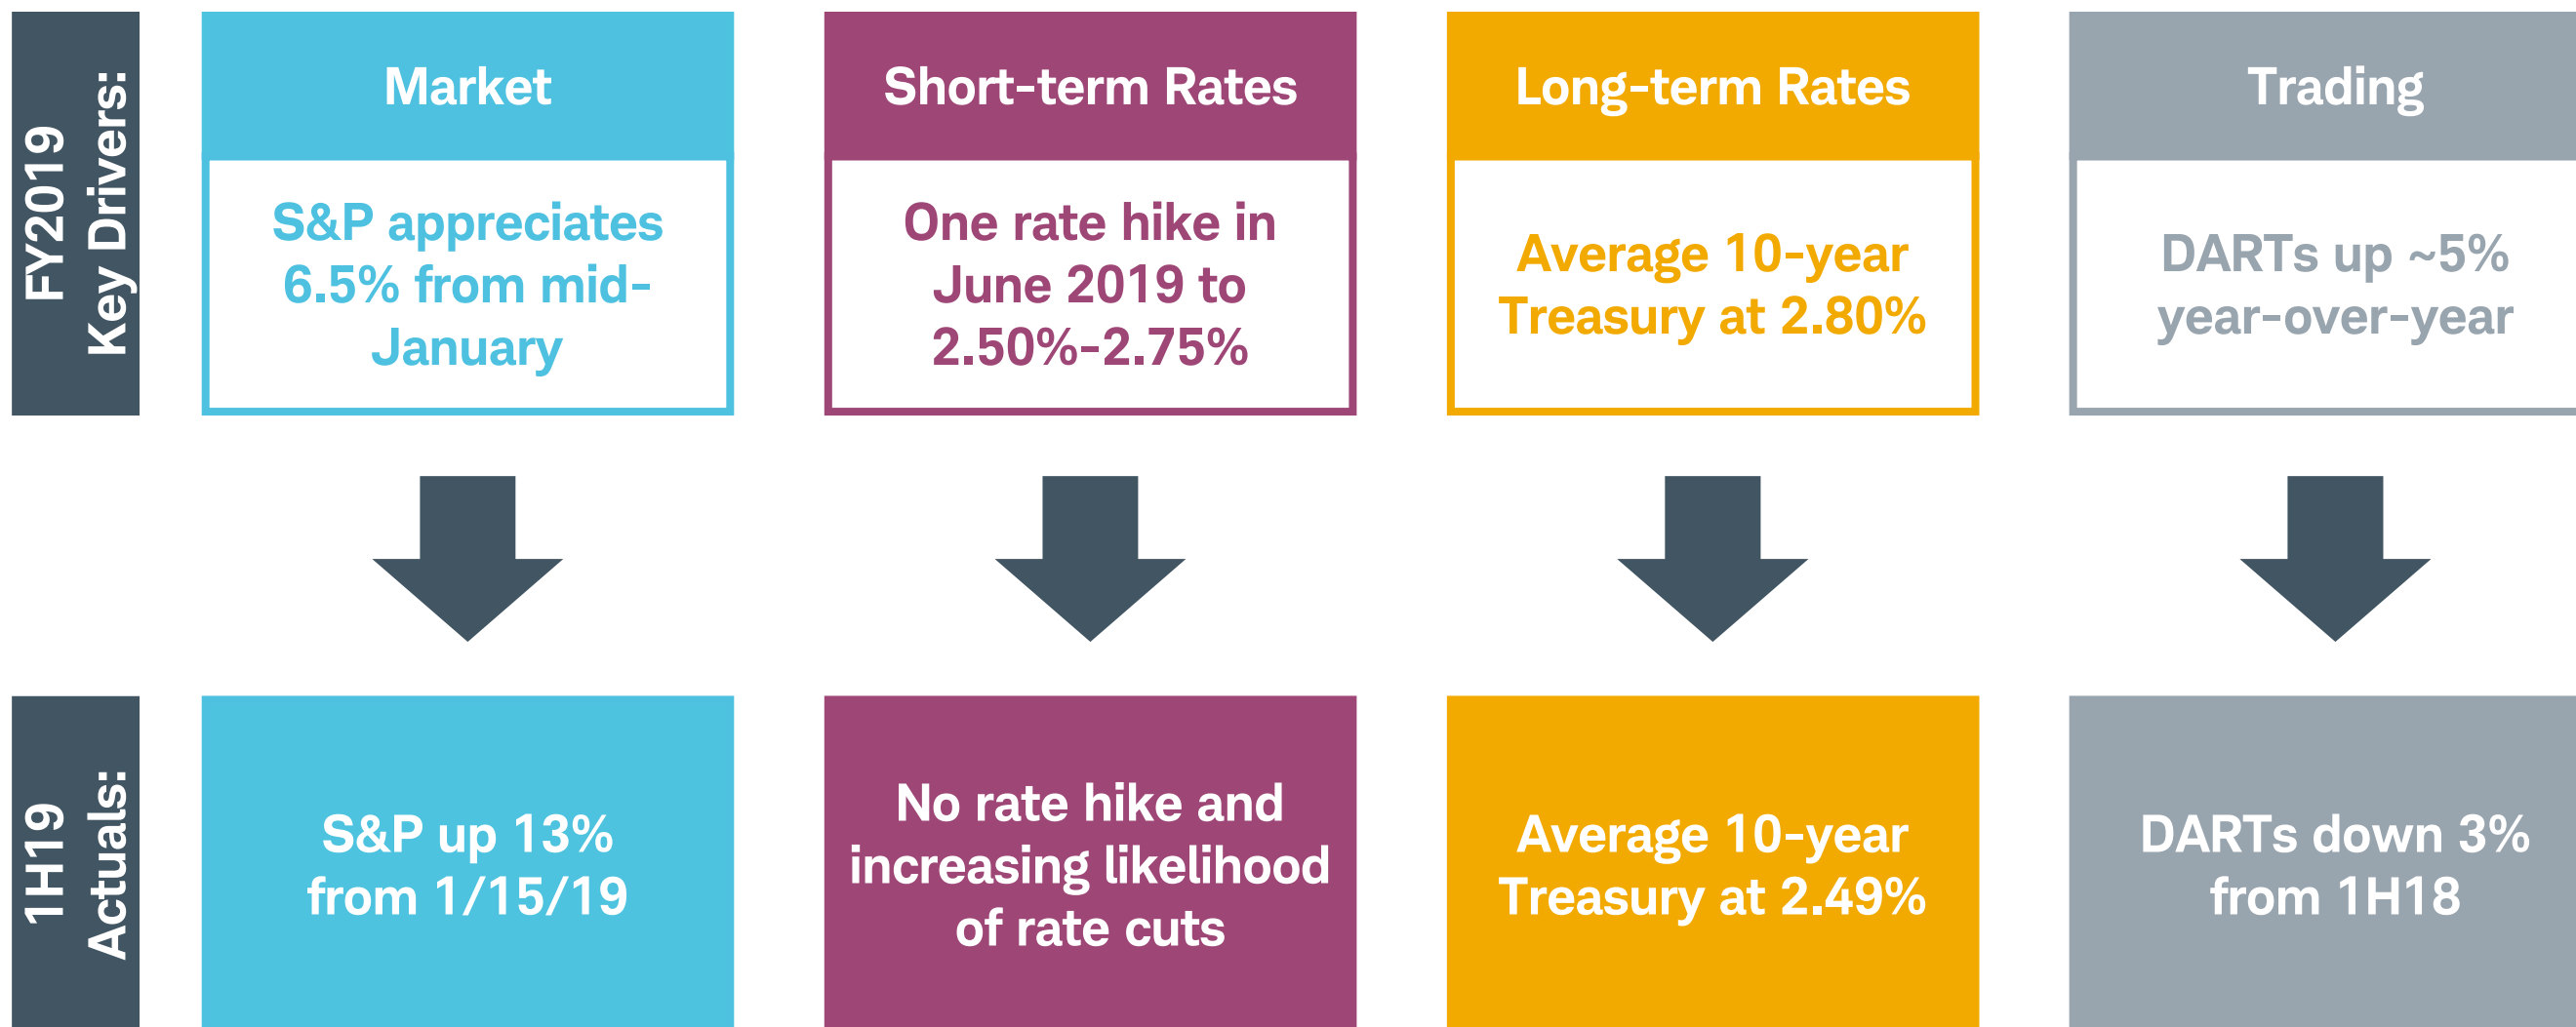 FY2019
Key Drivers:
Market
S&P appreciates
6.5% from mid-
January
Short-term Rates
One rate hike in
June 2019 to
2.50%-2.75%
Long-term Rates
Average 10-year
Treasury at 2.80%
Trading
DARTs up ~5%
year-over-year
1H19
Actuals:
S&P up 13%
from 1/15/19
No rate hike and
increasing likelihood
of rate cuts
Average 10-year
Treasury at 2.49%
DARTs down 3%
from 1H18